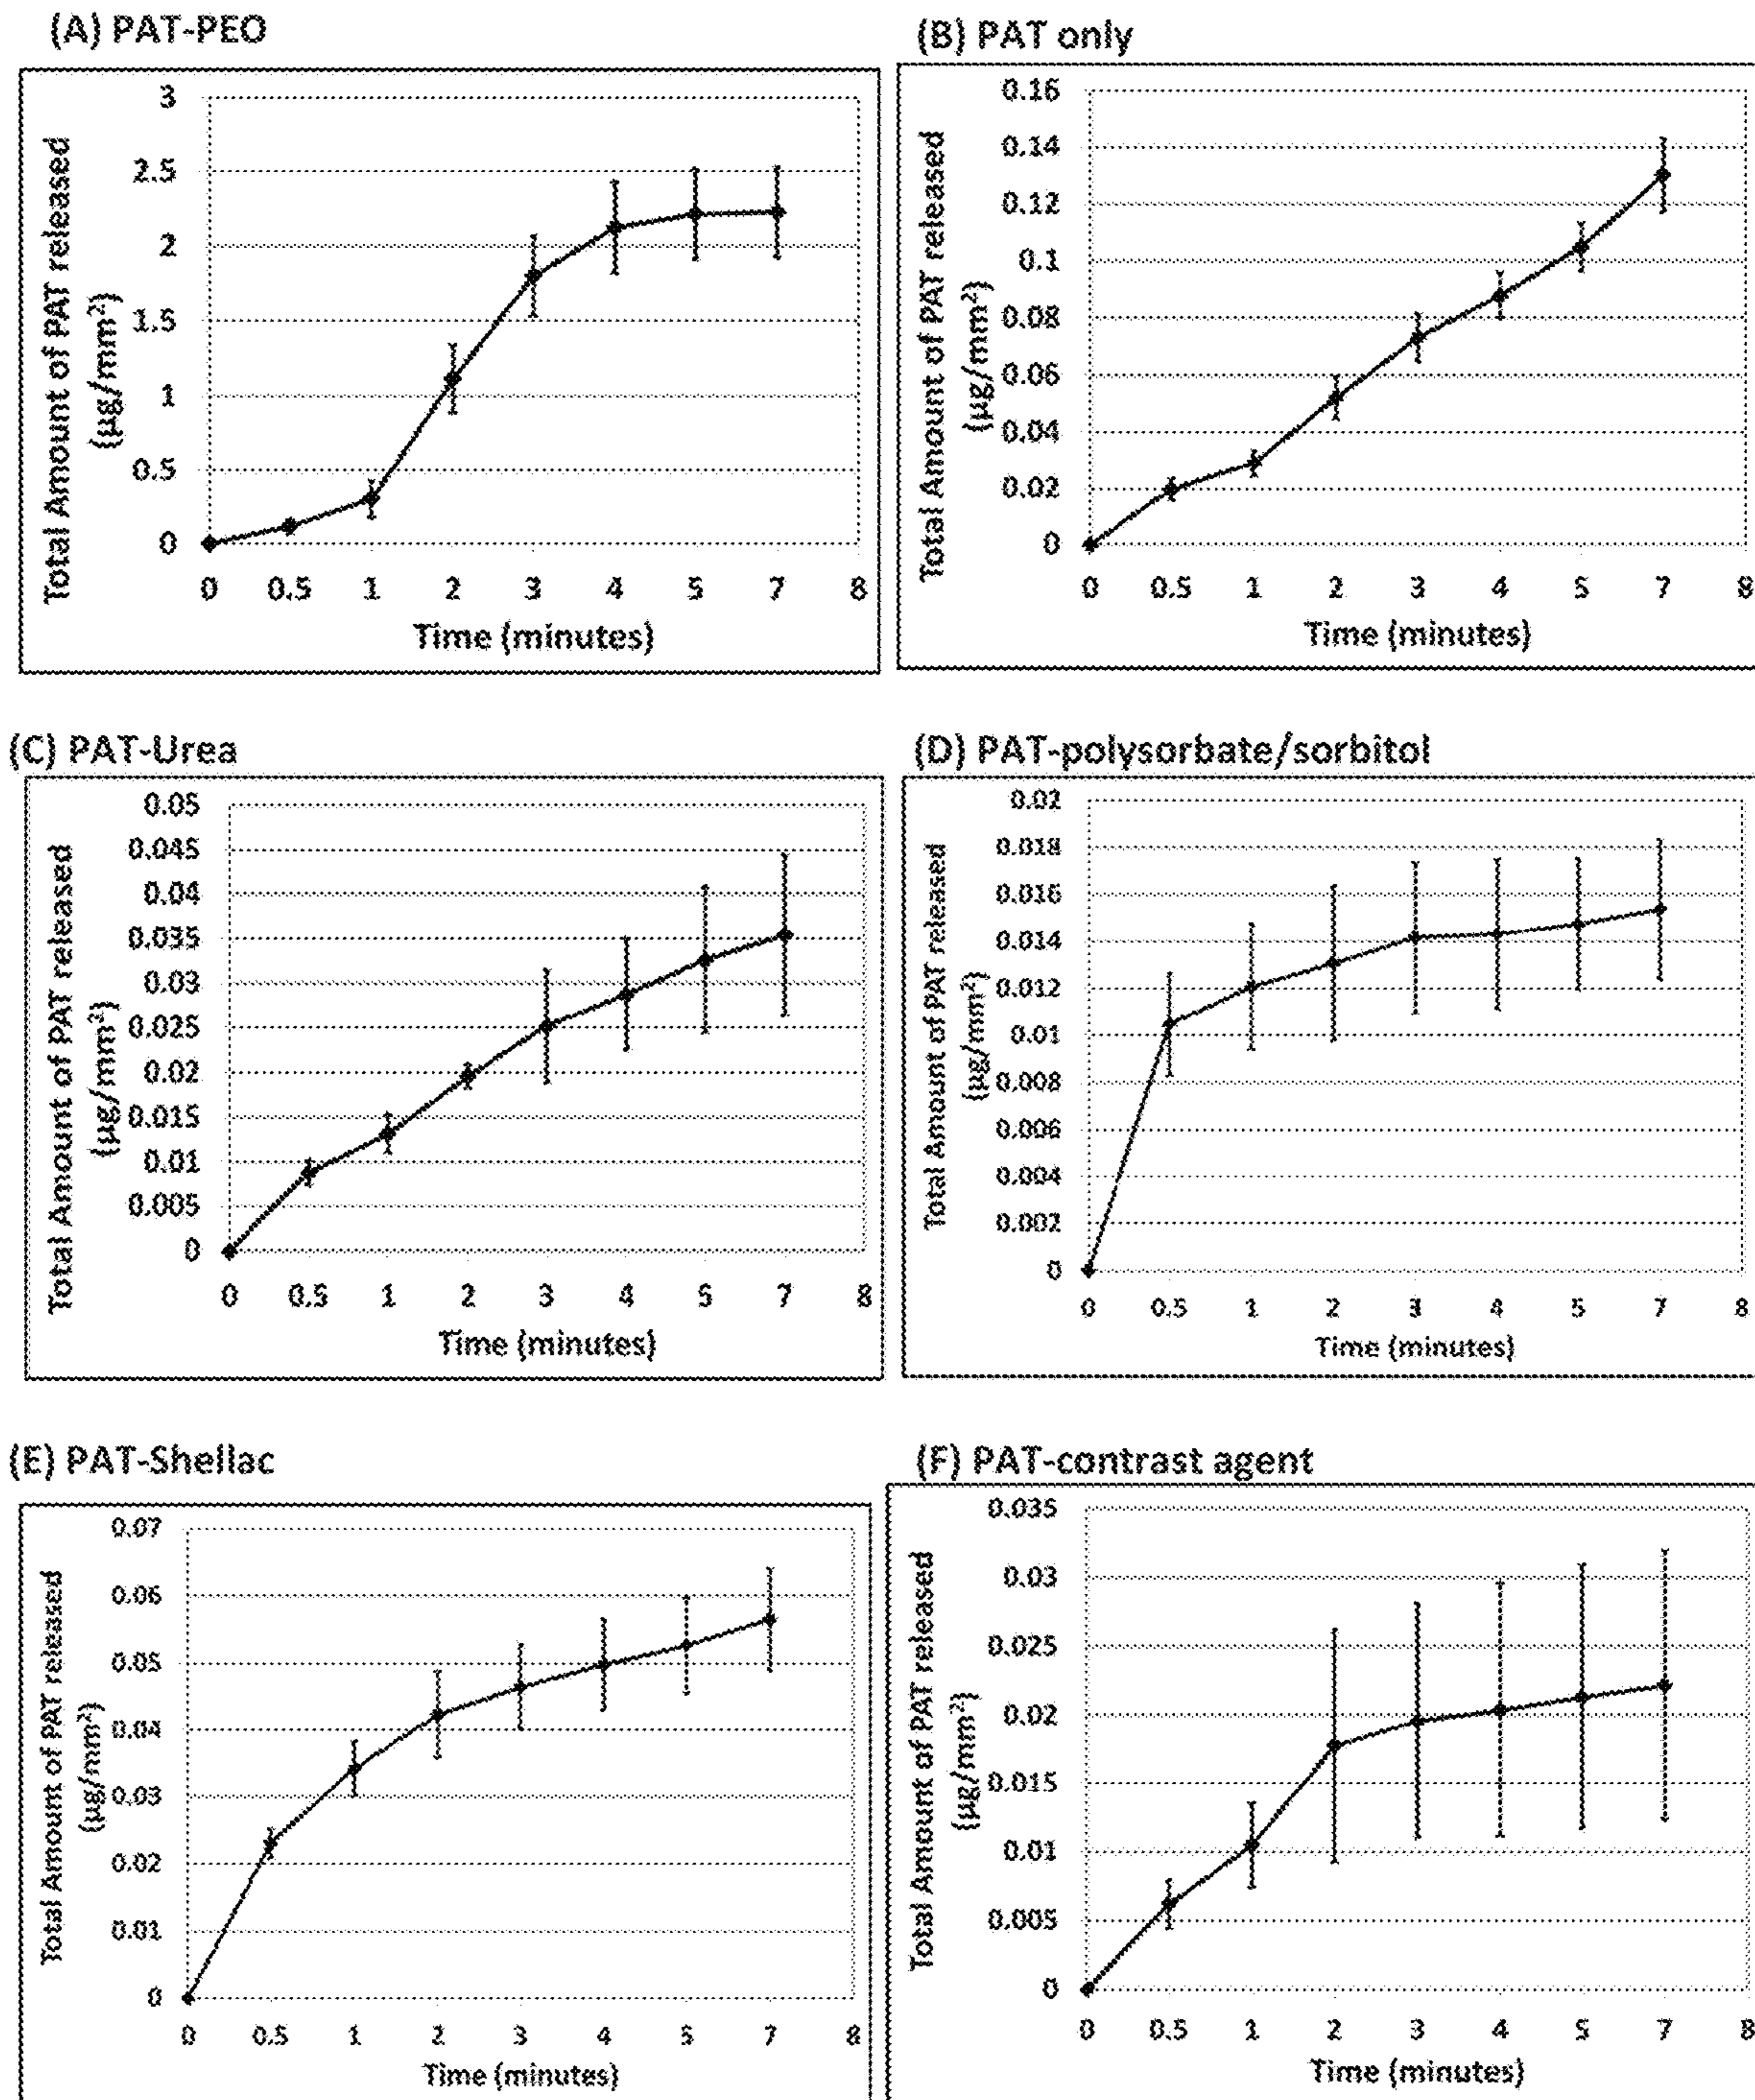 (A) PAT-PEO
Total Amount of PAT released
(µg/mm²)
3
2.5
2
1.5
1
0.5
0
0 0.5 1 2 3 4 5 7 8
Time (minutes)
(B) PAT only
Total Amount of PAT released
(µg/mm²)
0.16
0.14
0.12
0.1
0.08
0.06
0.04
0.02
0
0 0.5 1 2 3 4 5 7 8
Time (minutes)
(C) PAT-Urea
Total Amount of PAT released
(µg/mm²)
0.05
0.045
0.04
0.035
0.03
0.025
0.02
0.015
0.01
0.005
0
0 0.5 1 2 3 4 5 7 8
Time (minutes)
(D) PAT-polysorbate/sorbitol
Total Amount of PAT released
(µg/mm²)
0.02
0.018
0.016
0.014
0.012
0.01
0.008
0.006
0.004
0.002
0
0 0.5 1 2 3 4 5 7 8
Time (minutes)
(E) PAT-Shellac
Total Amount of PAT released
(µg/mm²)
0.07
0.06
0.05
0.04
0.03
0.02
0.01
0
0 0.5 1 2 3 4 5 7 8
Time (minutes)
(F) PAT-contrast agent
Total Amount of PAT released
(µg/mm²)
0.035
0.03
0.025
0.02
0.015
0.01
0.005
0
0 0.5 1 2 3 4 5 7 8
Time (minutes)